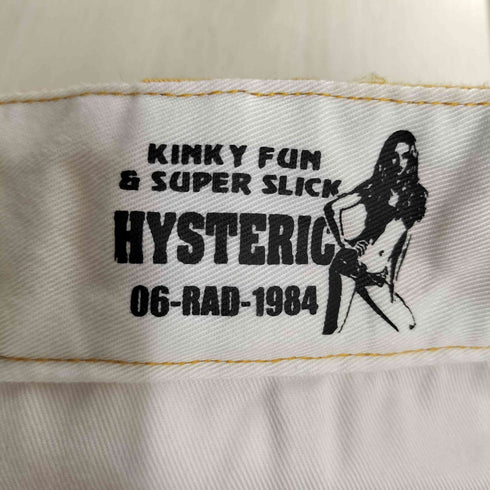 KINKY FUN
& SUPER SLICK
HYSTERIC
06-RAD-1984